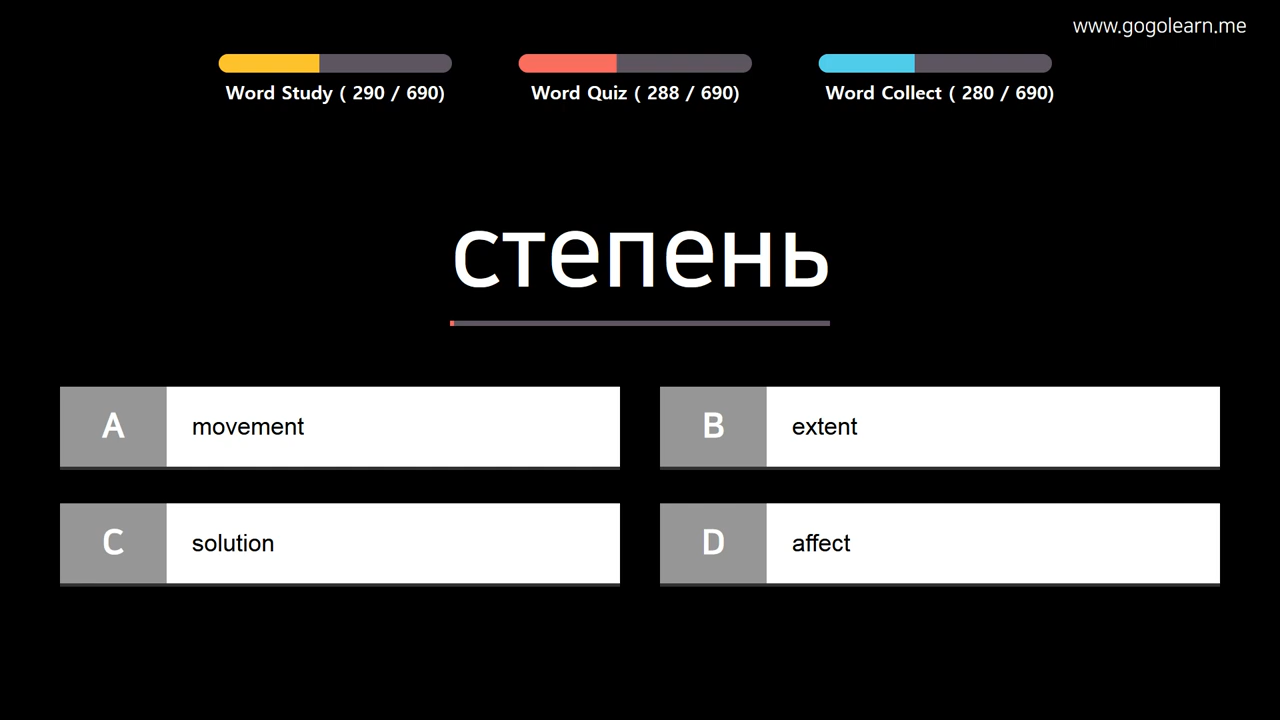 www.gogolearn.me
Word Study ( 290 / 690)
Word Quiz ( 288 / 690)
Word Collect ( 280 / 690)
степень
A
movement
B
extent
C
solution
D
affect